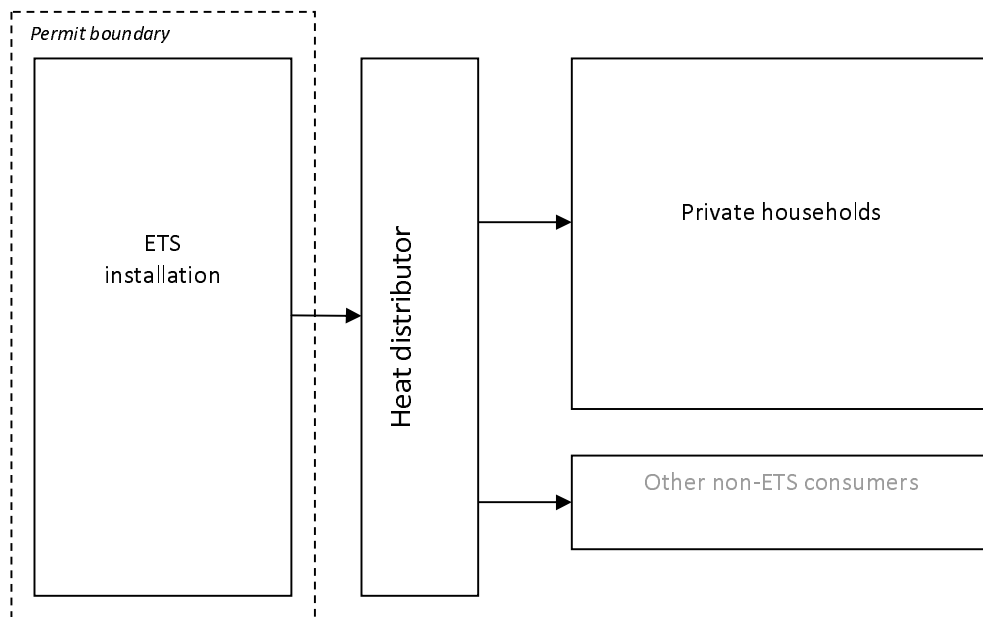 Permit boundary
ETS
installation
Heat distributor
Private households
Other non-ETS consumers